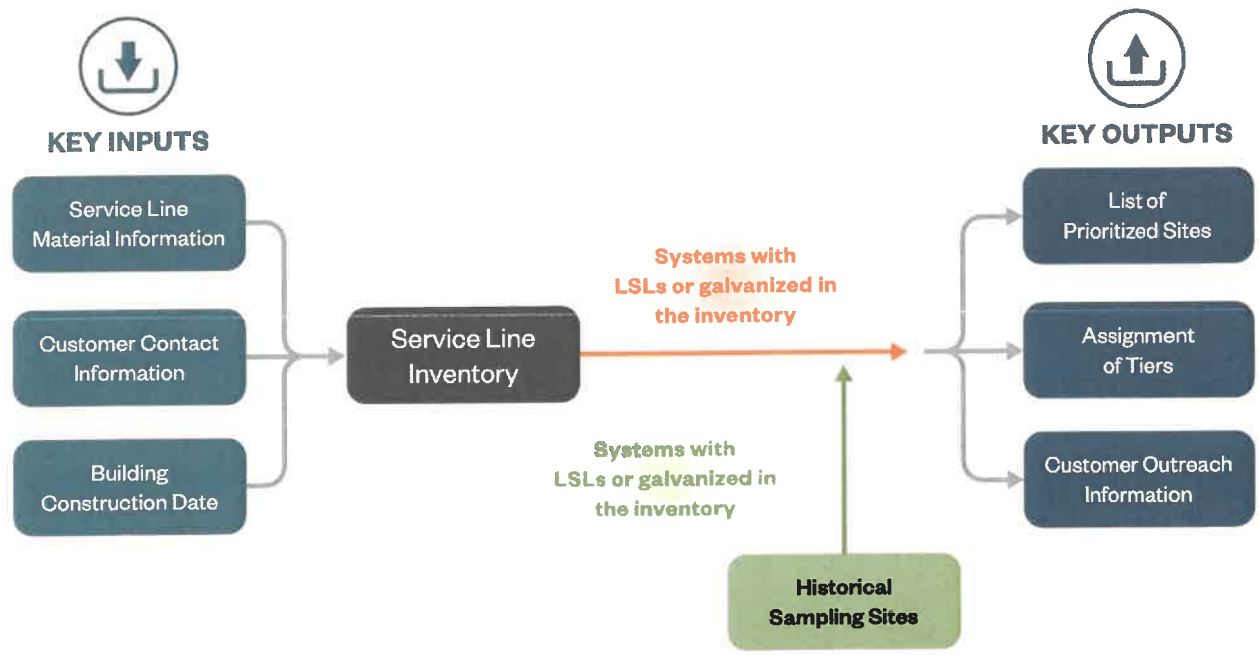 KEY INPUTS
Service Line
Material Information
Customer Contact
Information
Building
Construction Date
Service Line
Inventory
Systems with
LSLs or galvanized in
the inventory
Systems with
LSLs or galvanized in
the inventory
Historical
Sampling Sites
KEY OUTPUTS
List of
Prioritized Sites
Assignment
of Tiers
Customer Outreach
Information